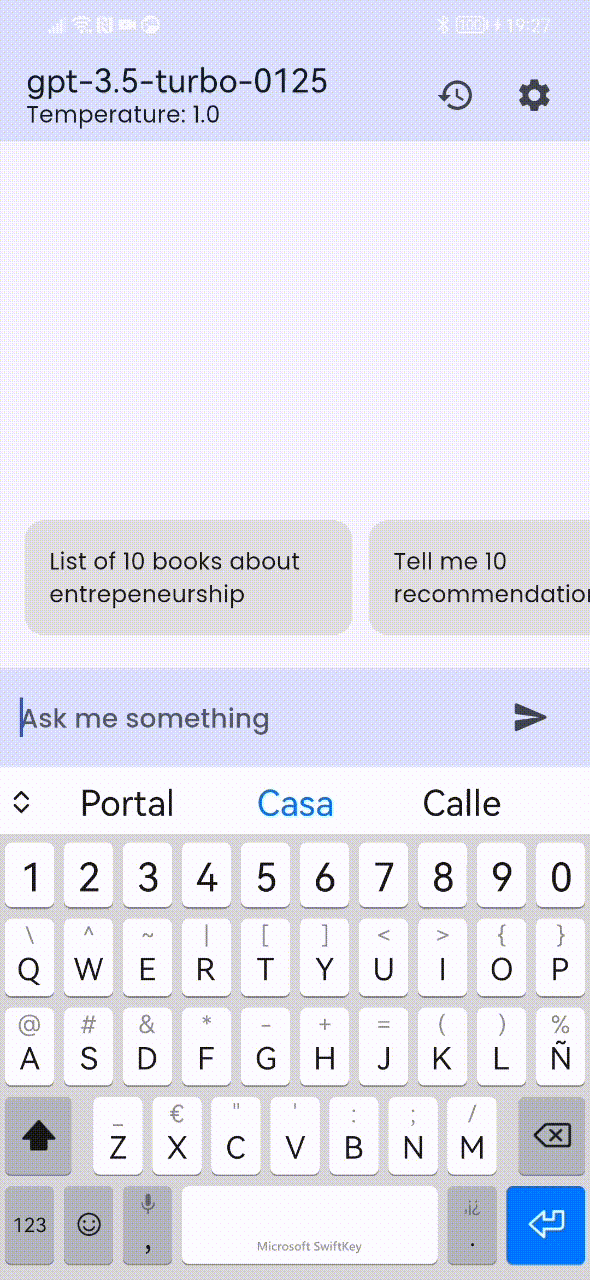 100 19:27
gpt-3.5-turbo-0125
Temperature: 1.0
List of 10 books about
entrepeneurship
Tell me 10
recommendation
Ask me something
Portal Casa Calle
1 2 3 4 5 6 7 8 9 0
\ ^ ~ | [ ] < > { }
Q W E R T Y U I O P
@ # & * - + = ( ) %
A S D F G H J K L Ñ
_ € " ' : ; /
Z X C V B N M
123 , Microsoft SwiftKey .